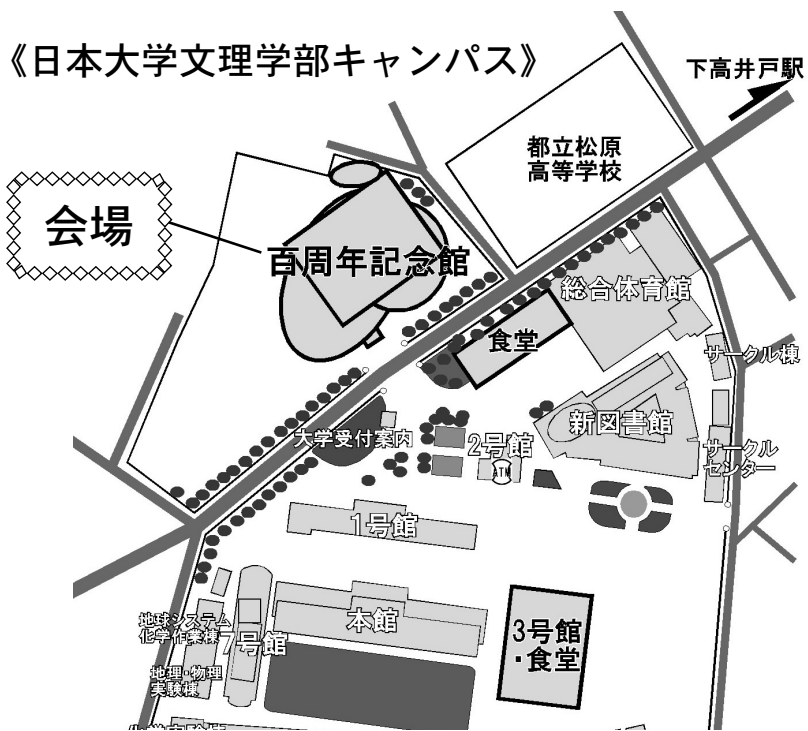 《日本大学文理学部キャンパス》
下高井戸駅
都立松原
高等学校
会場
百周年記念館
総合体育館
食堂
サークル棟
新図書館
大学受付案内
2号館
サークル
センター
ATM
1号館
地球システム
化学作業棟
7号館
本館
3号館
・食堂
地理・物理
実験棟